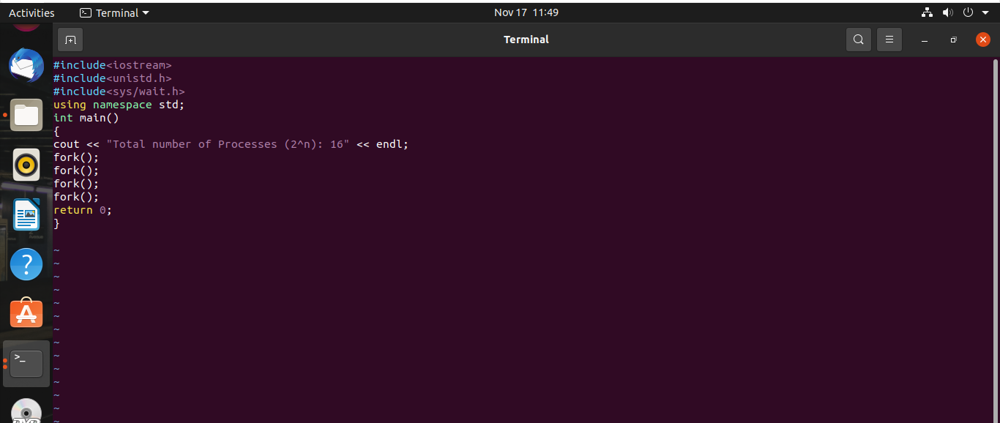 Activities Terminal Nov 17 11:49
Terminal
#include<iostream>
#include<unistd.h>
#include<sys/wait.h>
using namespace std;
int main()
{
cout << "Total number of Processes (2^n): 16" << endl;
fork();
fork();
fork();
fork();
return 0;
}
~
~
~
~
~
~
~
~
~
~
~
~
~
~